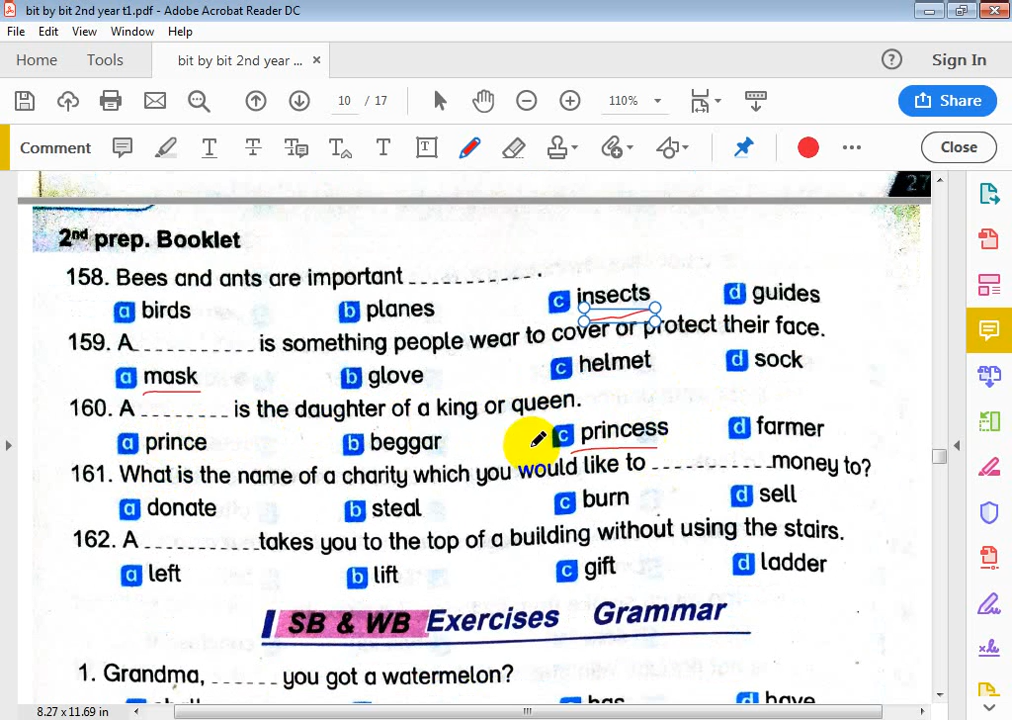 bit by bit 2nd year t1.pdf - Adobe Acrobat Reader DC
File Edit View Window Help
Home Tools bit by bit 2nd year ... × ? Sign In
10 / 17 110% Share
Comment Close
27
2nd prep. Booklet
158. Bees and ants are important ------------.
a birds b planes c insects d guides
159. A------------ is something people wear to cover or protect their face.
a mask b glove c helmet d sock
160. A --------- is the daughter of a king or queen.
a prince b beggar c princess d farmer
161. What is the name of a charity which you would like to ------------money to?
a donate b steal c burn d sell
162. A ------------takes you to the top of a building without using the stairs.
a left b lift c gift d ladder
SB & WB Exercises Grammar
1. Grandma, ------ you got a watermelon?
c has d have
8.27 x 11.69 in